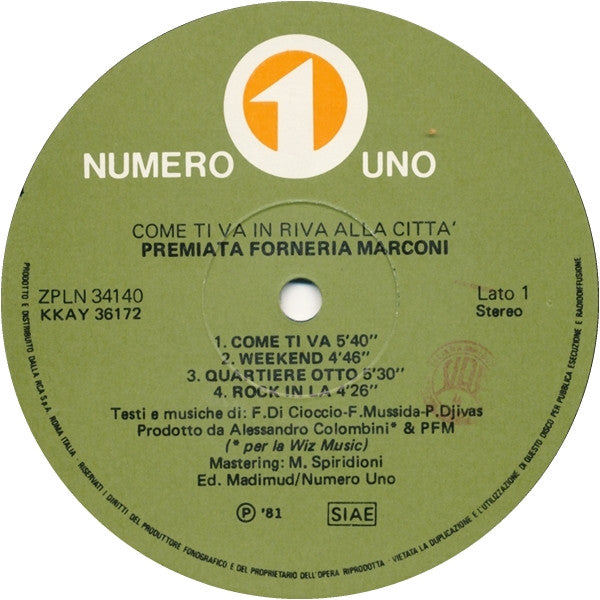 1
NUMERO UNO
COME TI VA IN RIVA ALLA CITTA'
PREMIATA FORNERIA MARCONI
ZPLN 34140
KKAY 36172
Lato 1
Stereo
1. COME TI VA 5'40"
2. WEEKEND 4'46"
3. QUARTIERE OTTO 5'30"
4. ROCK IN LA 4'26"
Testi e musiche di: F.Di Cioccio-F.Mussida-P.Djivas
Prodotto da Alessandro Colombini* & PFM
(* per la Wiz Music)
Mastering: M. Spiridioni
Ed. Madimud/Numero Uno
Ⓟ '81
SIAE
PRODOTTO E DISTRIBUITO DALLA RCA S.p.A. ROMA ITALIA - RISERVATI I DIRITTI DEL PRODUTTORE FONOGRAFICO E DEL PROPRIETARIO DELL'OPERA RIPRODOTTA - VIETATA LA DUPLICAZIONE E L'UTILIZZAZIONE DI QUESTO DISCO PER PUBBLICA ESECUZIONE E RADIODIFFUSIONE